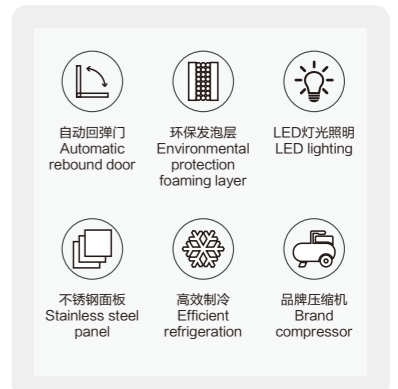 自动回弹门
Automatic
rebound door
环保发泡层
Environmental
protection
foaming layer
LED灯光照明
LED lighting
不锈钢面板
Stainless steel
panel
高效制冷
Efficient
refrigeration
品牌压缩机
Brand
compressor